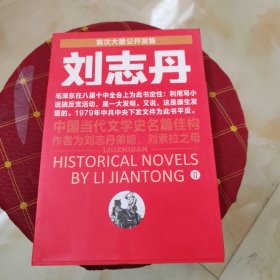 首次大型公开发售
刘志丹
毛泽东在八届十中全会上为此书定性：利用写小
说搞反党活动，是一大发明。又说，这是康生发
现的。1979年中共中央下发文件为此书平反。
中国当代文学史名篇佳构
作者为刘志丹弟媳，刘索拉之母
LIUZHIDAN
HISTORICAL NOVELS
BY LI JIANTONG II